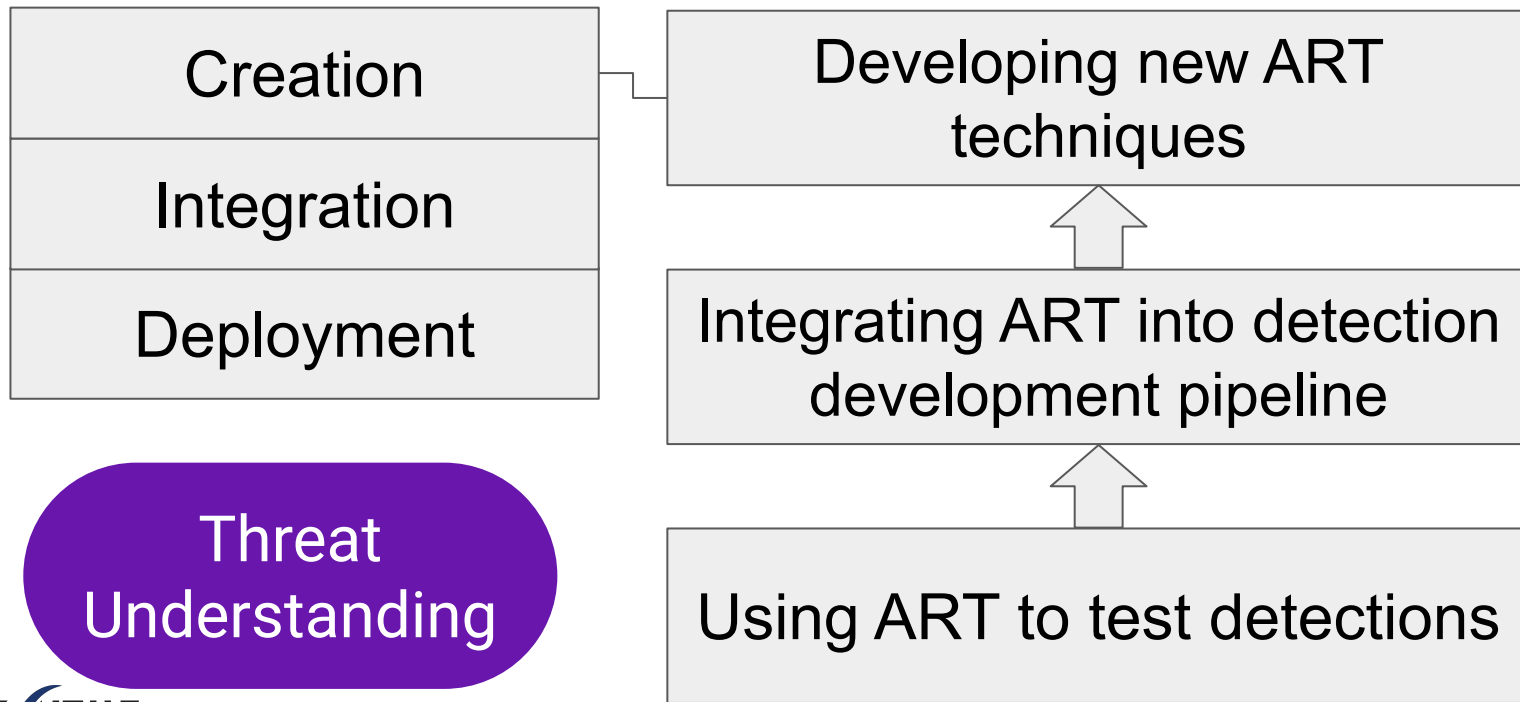 Creation
Integration
Deployment
Threat
Understanding
Developing new ART
techniques
Integrating ART into detection
development pipeline
Using ART to test detections